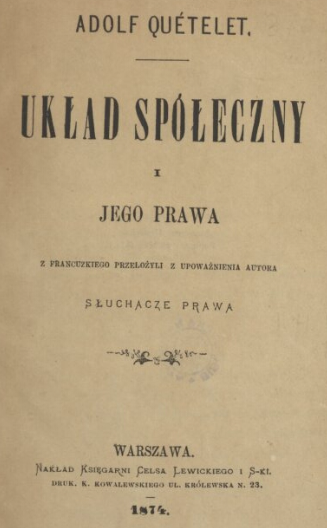 ADOLF QUÉTELET.
UKŁAD SPÓŁECZNY
I
JEGO PRAWA
Z FRANCUZKIEGO PRZEŁOŻYLI Z UPOWAŻNIENIA AUTORA
SŁUCHACZE PRAWA
WARSZAWA.
NAKŁAD KSIĘGARNI CELSA LEWICKIEGO I S-KI.
DRUK. K. KOWALEWSKIEGO UL. KRÓLEWSKA N. 23.
1874.